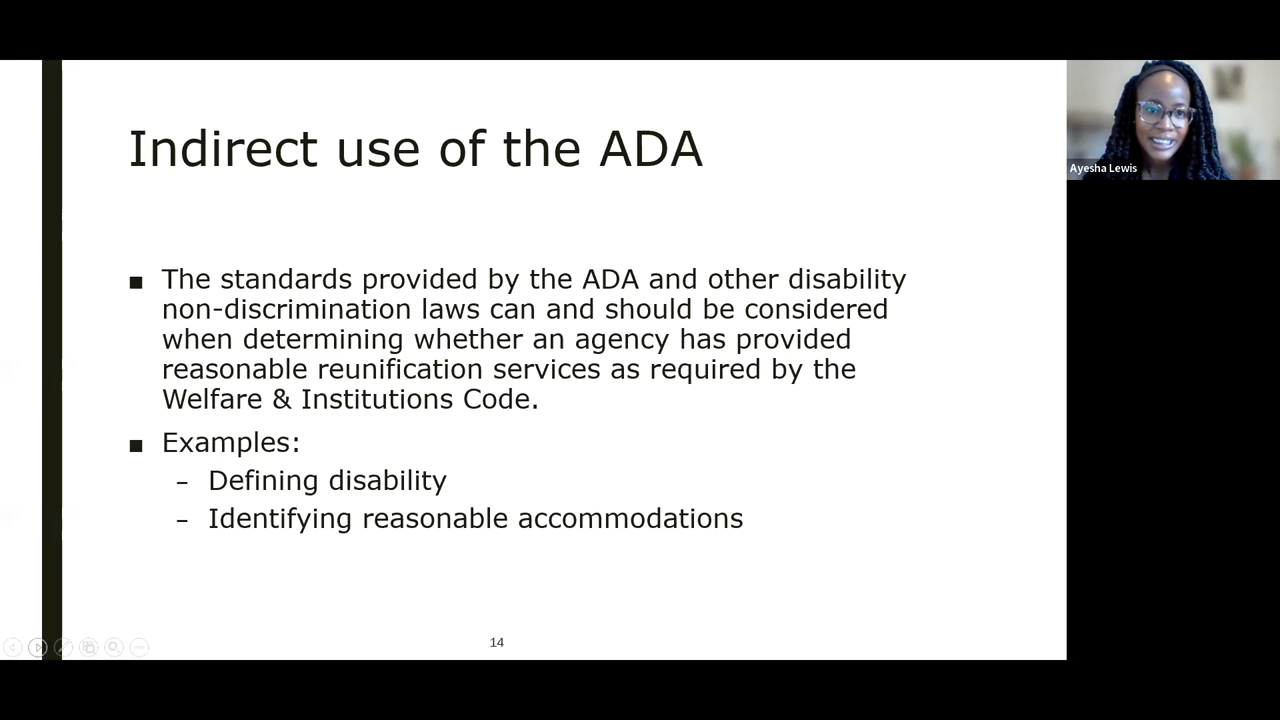 Indirect use of the ADA
■ The standards provided by the ADA and other disability
non-discrimination laws can and should be considered
when determining whether an agency has provided
reasonable reunification services as required by the
Welfare & Institutions Code.
■ Examples:
– Defining disability
– Identifying reasonable accommodations
14
Ayesha Lewis